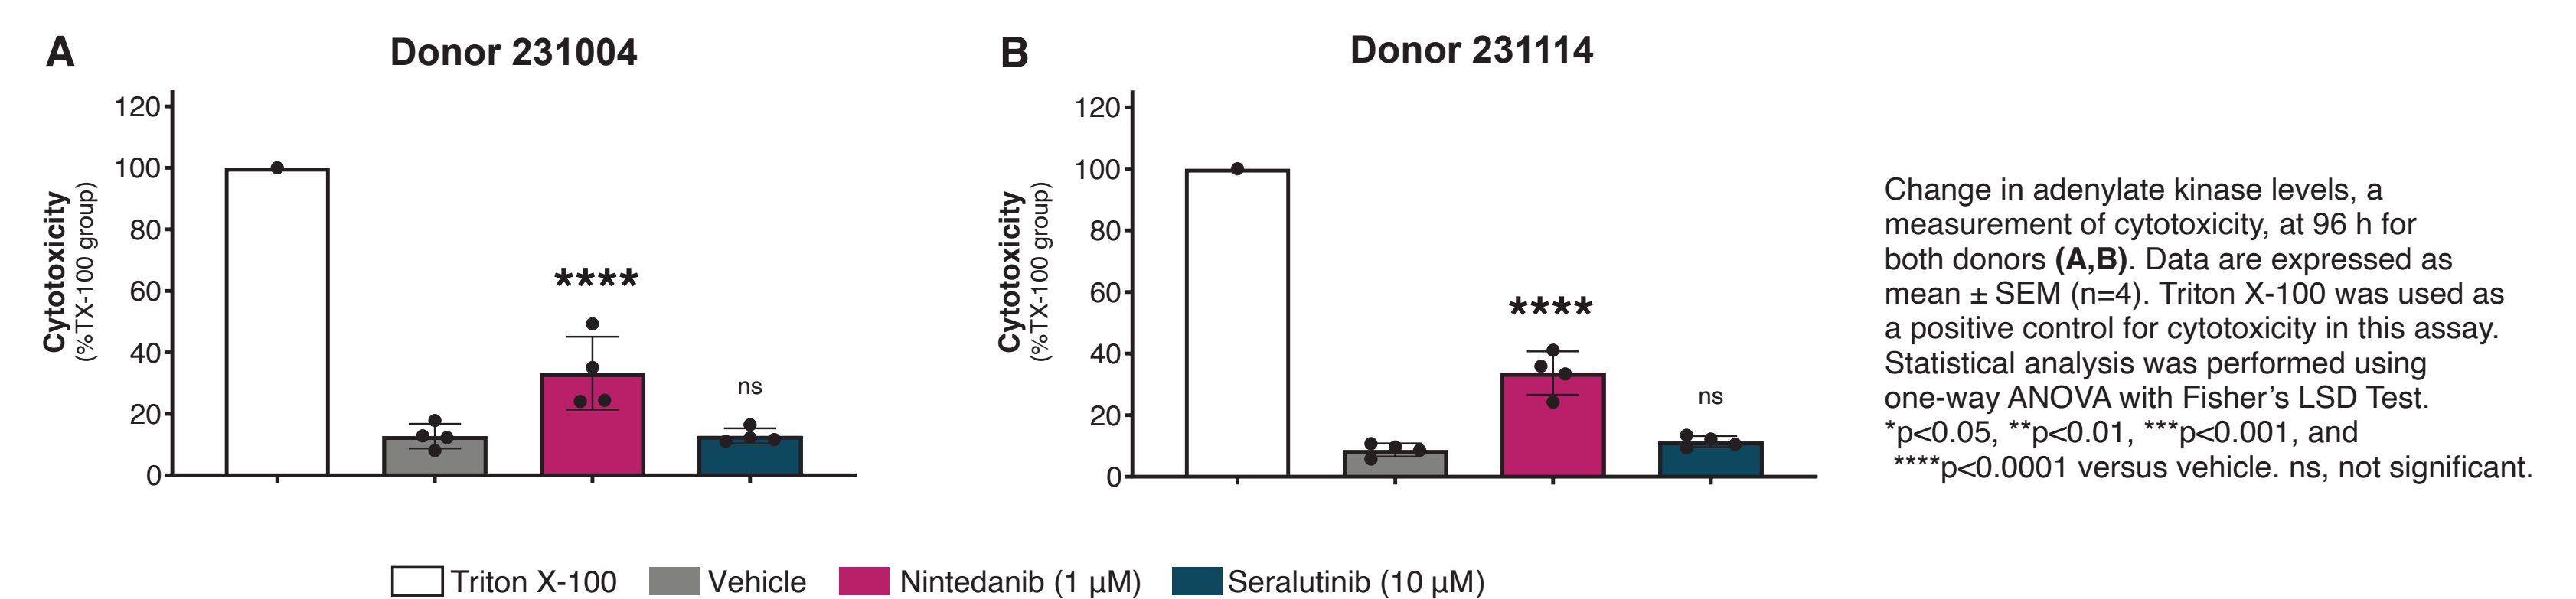 A
Donor 231004
120
100
80
60
40
20
0
Cytotoxicity
(%TX-100 group)
****
ns
B
Donor 231114
120
100
80
60
40
20
0
Cytotoxicity
(%TX-100 group)
****
ns
Change in adenylate kinase levels, a
measurement of cytotoxicity, at 96 h for
both donors (A,B). Data are expressed as
mean ± SEM (n=4). Triton X-100 was used as
a positive control for cytotoxicity in this assay.
Statistical analysis was performed using
one-way ANOVA with Fisher’s LSD Test.
*p<0.05, **p<0.01, ***p<0.001, and
****p<0.0001 versus vehicle. ns, not significant.
Triton X-100
Vehicle
Nintedanib (1 μM)
Seralutinib (10 μM)